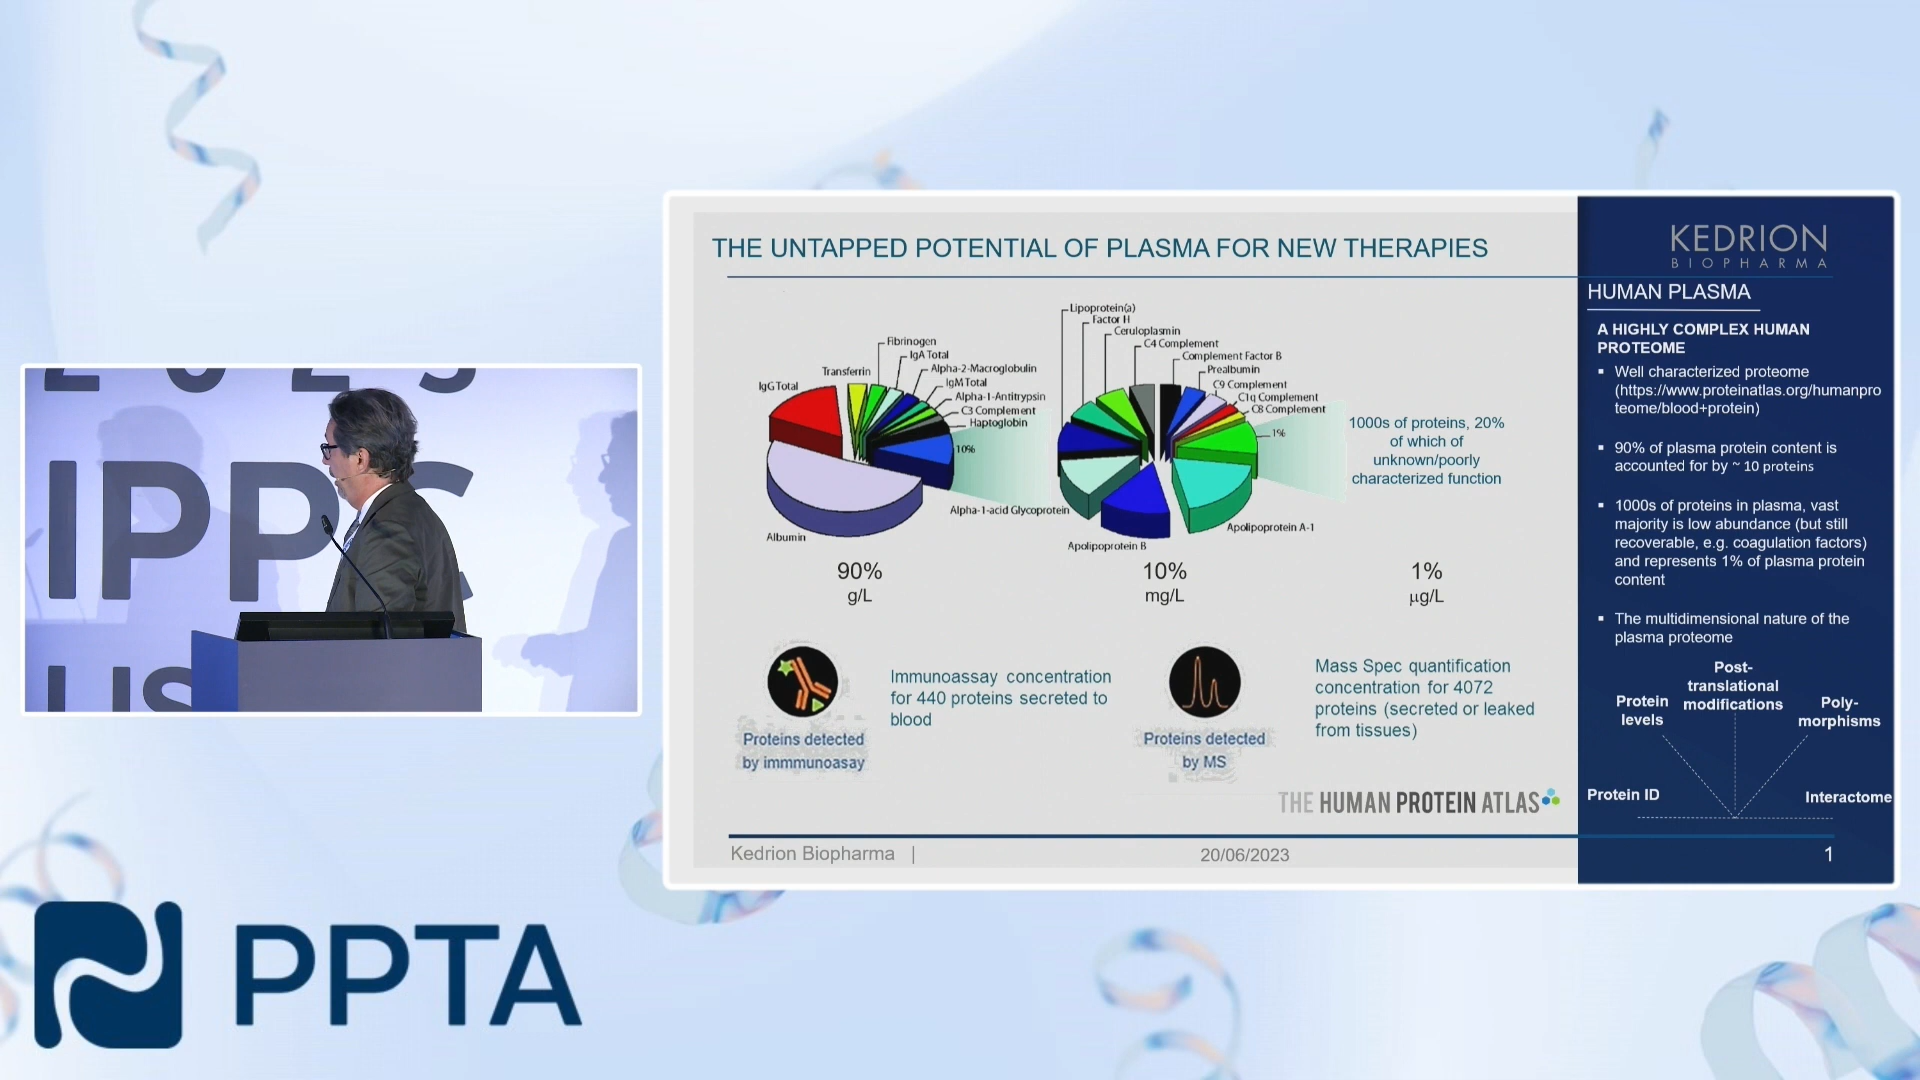 THE UNTAPPED POTENTIAL OF PLASMA FOR NEW THERAPIES
KEDRION
BIOPHARMA
HUMAN PLASMA
A HIGHLY COMPLEX HUMAN
PROTEOME
▪ Well characterized proteome
(https://www.proteinatlas.org/humanpro
teome/blood+protein)
▪ 90% of plasma protein content is
accounted for by ~ 10 proteins
▪ 1000s of proteins in plasma, vast
majority is low abundance (but still
recoverable, e.g. coagulation factors)
and represents 1% of plasma protein
content
▪ The multidimensional nature of the
plasma proteome
Post-
translational
modifications
Protein
levels
Poly-
morphisms
Protein ID
Interactome
Fibrinogen
IgA Total
Transferrin
Alpha-2-Macroglobulin
IgM Total
IgG Total
Alpha-1-Antitrypsin
C3 Complement
Haptoglobin
10%
Alpha-1-acid Glycoprotein
Albumin
Lipoprotein(a)
Factor H
Ceruloplasmin
C4 Complement
Complement Factor B
Prealbumin
C9 Complement
C1q Complement
C8 Complement
1%
Apolipoprotein A-1
Apolipoprotein B
1000s of proteins, 20%
of which of
unknown/poorly
characterized function
90%
g/L
10%
mg/L
1%
µg/L
Proteins detected
by immmunoasay
Immunoassay concentration
for 440 proteins secreted to
blood
Proteins detected
by MS
Mass Spec quantification
concentration for 4072
proteins (secreted or leaked
from tissues)
THE HUMAN PROTEIN ATLAS
Kedrion Biopharma |
20/06/2023
1
2023
IPPC
US
PPTA